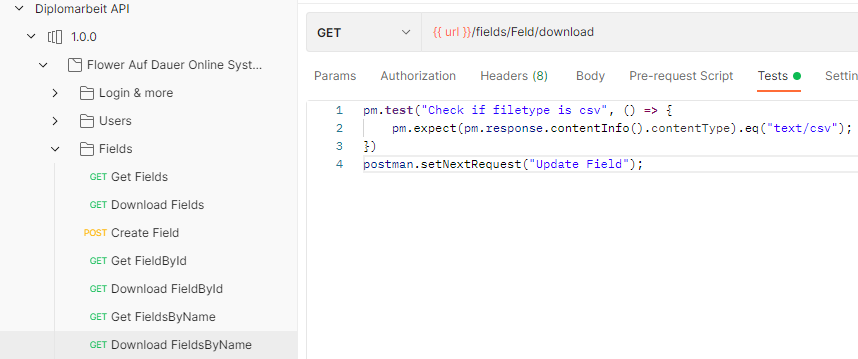 Diplomarbeit API
1.0.0
Flower Auf Dauer Online Syst...
Login & more
Users
Fields
GET Get Fields
GET Download Fields
POST Create Field
GET Get FieldById
GET Download FieldById
GET Get FieldsByName
GET Download FieldsByName
GET {{ url }}/fields/Feld/download
Params Authorization Headers (8) Body Pre-request Script Tests Settin
1 pm.test("Check if filetype is csv", () => {
2 pm.expect(pm.response.contentInfo().contentType).eq("text/csv");
3 })
4 postman.setNextRequest("Update Field");